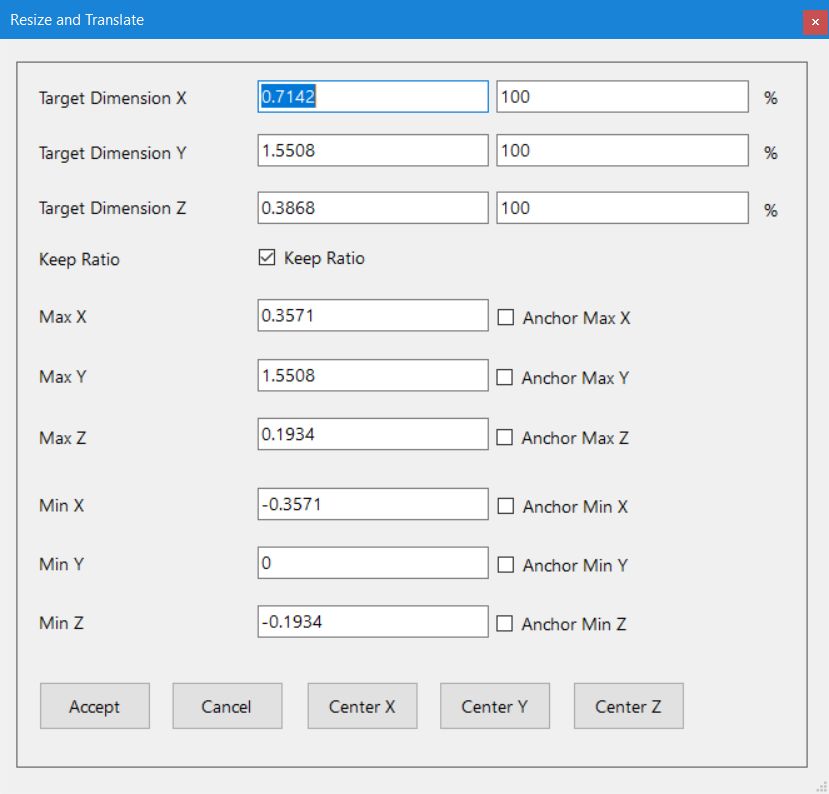 Resize and Translate
Target Dimension X 0.7142 100 %
Target Dimension Y 1.5508 100 %
Target Dimension Z 0.3868 100 %
Keep Ratio Keep Ratio
Max X 0.3571 Anchor Max X
Max Y 1.5508 Anchor Max Y
Max Z 0.1934 Anchor Max Z
Min X -0.3571 Anchor Min X
Min Y 0 Anchor Min Y
Min Z -0.1934 Anchor Min Z
Accept Cancel Center X Center Y Center Z